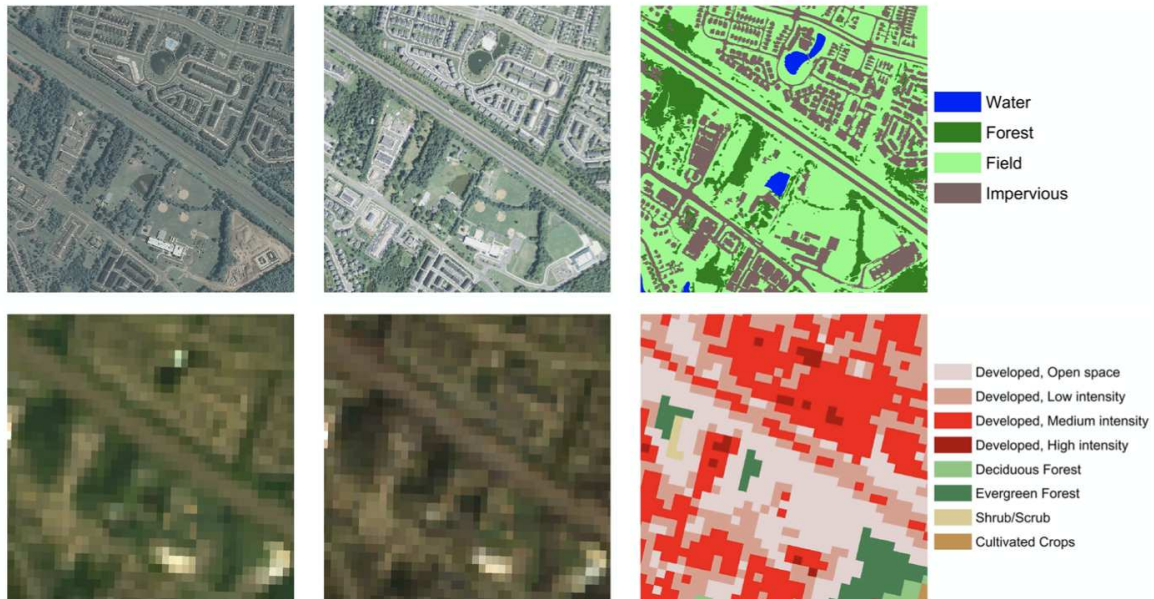 Water
Forest
Field
Impervious
Developed, Open space
Developed, Low intensity
Developed, Medium intensity
Developed, High intensity
Deciduous Forest
Evergreen Forest
Shrub/Scrub
Cultivated Crops